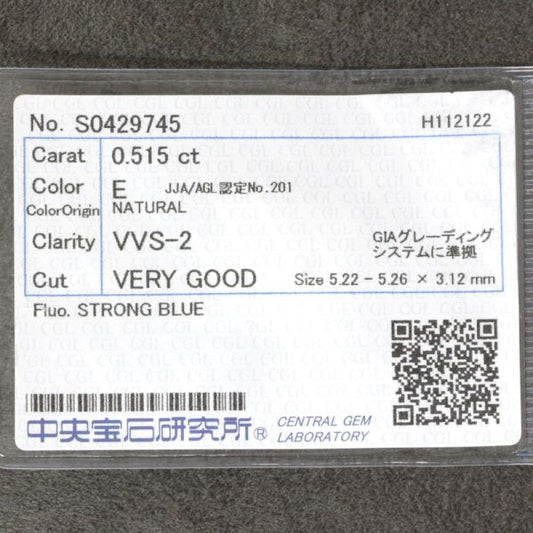 No. S0429745 H112122
Carat 0.515 ct
Color E JJA/AGL認定No.201
ColorOrigin NATURAL
Clarity VVS-2 GIAグレーディング
システムに準拠
Cut VERY GOOD Size 5.22 - 5.26 × 3.12 mm
Fluo. STRONG BLUE
中央宝石研究所® CENTRAL GEM
LABORATORY